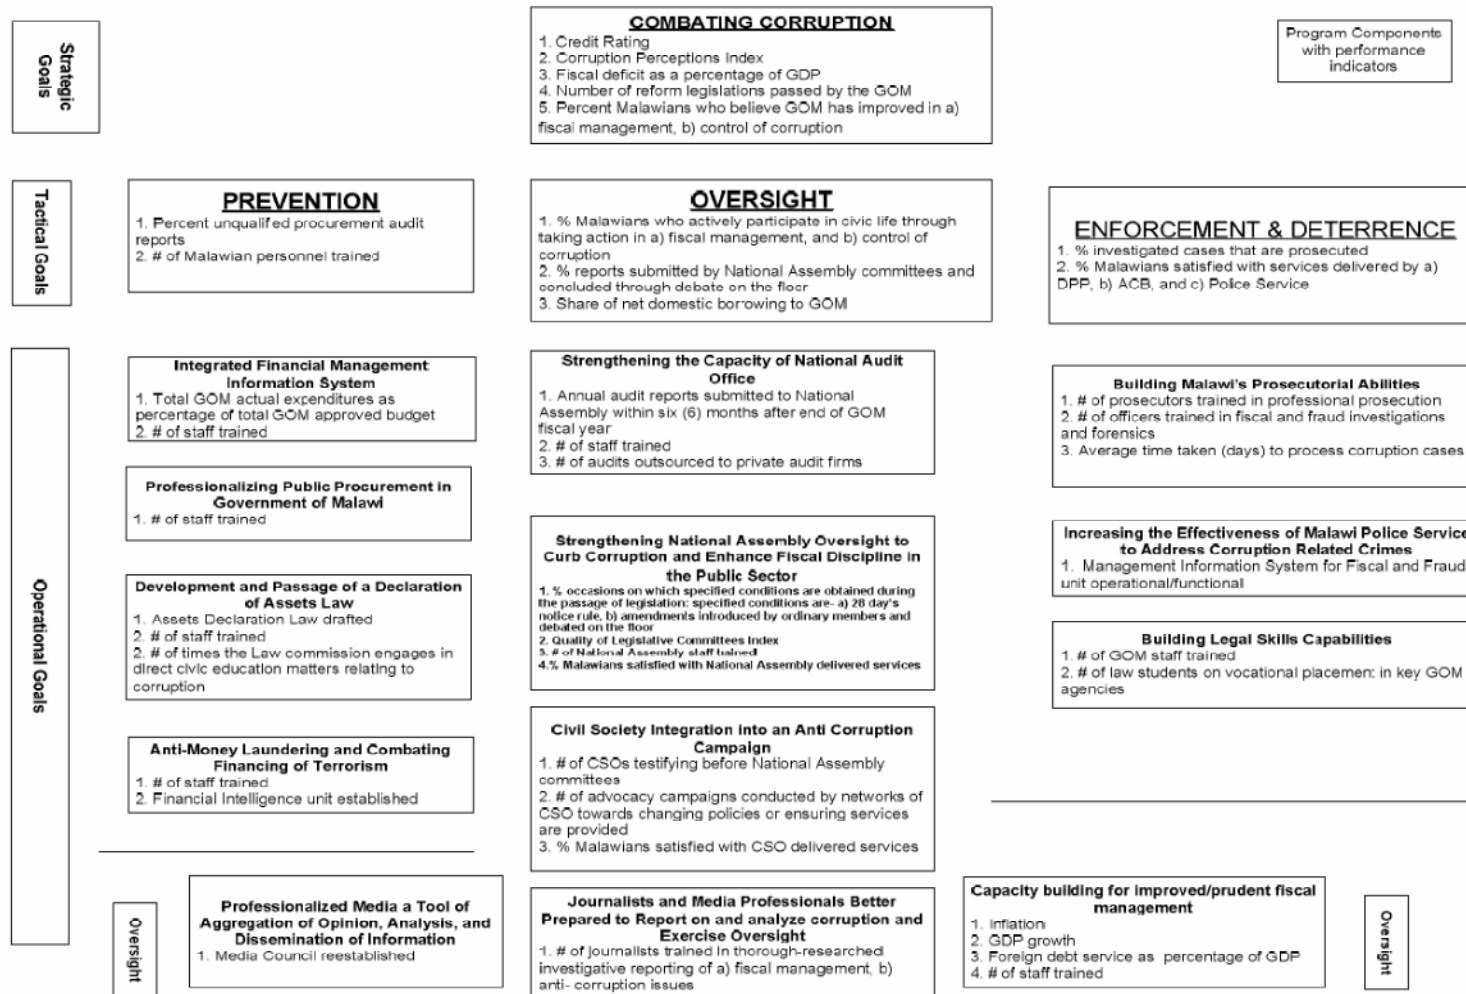 Strategic
Goals
COMBATING CORRUPTION
1. Credit Rating
2. Corruption Perceptions Index
3. Fiscal deficit as a percentage of GDP
4. Number of reform legislations passed by the GOM
5. Percent Malawians who believe GOM has improved in a)
fiscal management, b) control of corruption
Program Components
with performance
indicators
Tactical Goals
PREVENTION
1. Percent unqualifed procurement audit
reports
2. # of Malawian personnel trained
OVERSIGHT
1. % Malawians who actively participate in civic life through
taking action in a) fiscal management, and b) control of
corruption
2. % reports submitted by National Assembly committees and
concluded through debate on the floor
3. Share of net domestic borrowing to GOM
ENFORCEMENT & DETERRENCE
1. % investigated cases that are prosecuted
2. % Malawians satisfied with services delivered by a)
DPP, b) ACB, and c) Police Service
Operational Goals
Integrated Financial Management
Information System
1. Total GOM actual expenditures as
percentage of total GOM approved budget
2. # of staff trained
Professionalizing Public Procurement in
Government of Malawi
1. # of staff trained
Development and Passage of a Declaration
of Assets Law
1. Assets Declaration Law drafted
2. # of staff trained
2. # of times the Law commission engages in
direct civic education matters relating to
corruption
Anti-Money Laundering and Combating
Financing of Terrorism
1. # of staff trained
2. Financial Intelligence unit established
Strengthening the Capacity of National Audit
Office
1. Annual audit reports submitted to National
Assembly within six (6) months after end of GOM
fiscal year
2. # of staff trained
3. # of audits outsourced to private audit firms
Strengthening National Assembly Oversight to
Curb Corruption and Enhance Fiscal Discipline in
the Public Sector
1. % occasions on which specified conditions are obtained during
the passage of legislation: specified conditions are- a) 28 day's
notice rule, b) amendments introduced by ordinary members and
debated on the floor
2. Quality of Legislative Committees Index
3. # of National Assembly staff trained
4.% Malawians satisfied with National Assembly delivered services
Civil Society Integration into an Anti Corruption
Campaign
1. # of CSOs testifying before National Assembly
committees
2. # of advocacy campaigns conducted by networks of
CSO towards changing policies or ensuring services
are provided
3. % Malawians satisfied with CSO delivered services
Building Malawi's Prosecutorial Abilities
1. # of prosecutors trained in professional prosecution
2. # of officers trained in fiscal and fraud investigations
and forensics
3. Average time taken (days) to process corruption cases
Increasing the Effectiveness of Malawi Police Service
to Address Corruption Related Crimes
1. Management Information System for Fiscal and Fraud
unit operational/functional
Building Legal Skills Capabilities
1. # of GOM staff trained
2. # of law students on vocational placement in key GOM
agencies
Oversight
Professionalized Media a Tool of
Aggregation of Opinion, Analysis, and
Dissemination of Information
1. Media Council reestablished
Journalists and Media Professionals Better
Prepared to Report on and analyze corruption and
Exercise Oversight
1. # of journalists trained in thorough-researched
investigative reporting of a) fiscal management, b)
anti- corruption issues
Capacity building for improved/prudent fiscal
management
1. Inflation
2. GDP growth
3. Foreign debt service as percentage of GDP
4. # of staff trained
Oversight